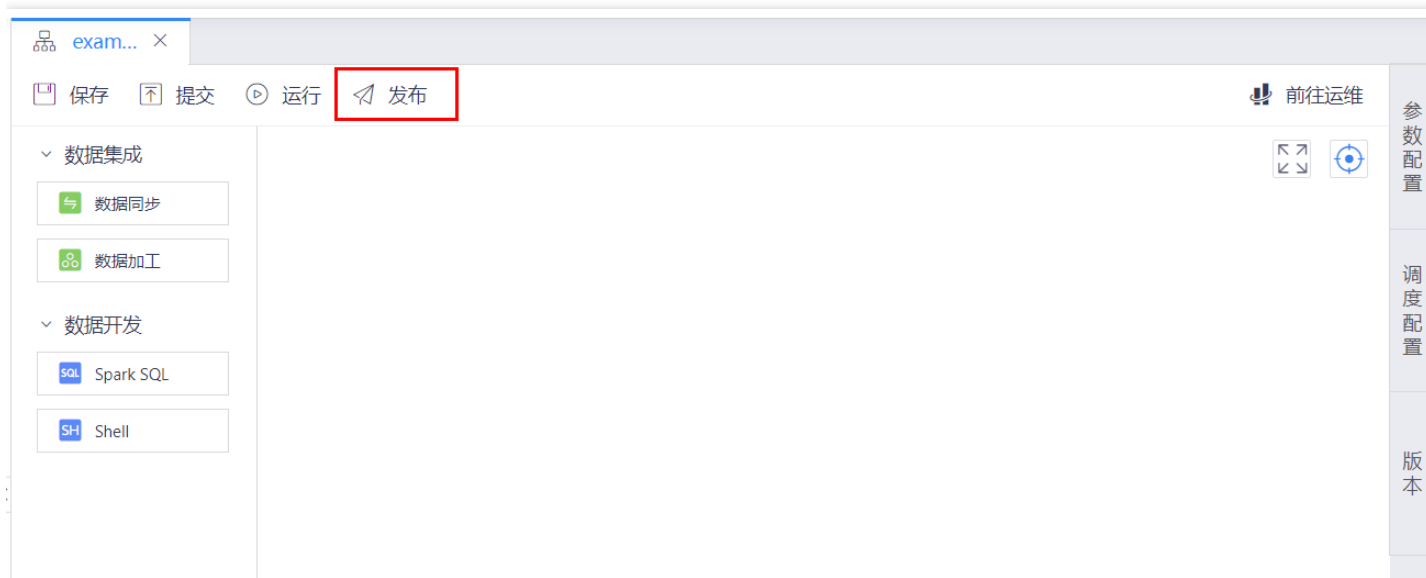 exam...
保存
提交
运行
发布
前往运维
数据集成
数据同步
数据加工
数据开发
SQL Spark SQL
SH Shell
参数配置
调度配置
版本